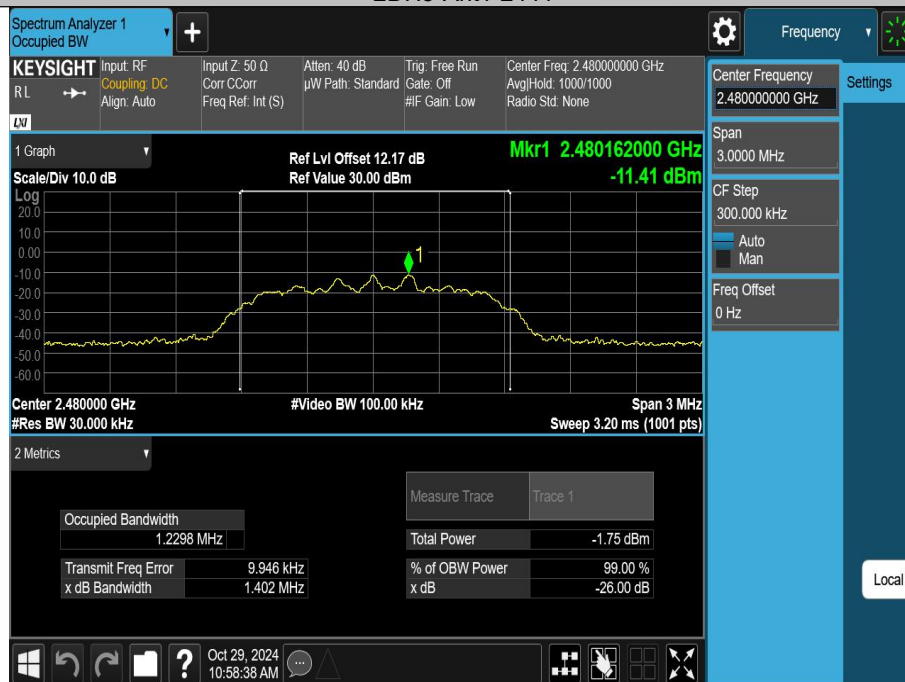 Spectrum Analyzer 1
Occupied BW
+
Frequency
KEYSIGHT
RL
LXI
Input: RF
Coupling: DC
Align: Auto
Input Z: 50 Ω
Corr CCorr
Freq Ref: Int (S)
Atten: 40 dB
µW Path: Standard
Trig: Free Run
Gate: Off
#IF Gain: Low
Center Freq: 2.480000000 GHz
Avg|Hold: 1000/1000
Radio Std: None
Center Frequency
2.480000000 GHz
Settings
Span
3.0000 MHz
CF Step
300.000 kHz
Auto
Man
Freq Offset
0 Hz
Local
1 Graph
Scale/Div 10.0 dB
Ref Lvl Offset 12.17 dB
Ref Value 30.00 dBm
Mkr1 2.480162000 GHz
-11.41 dBm
Log
20.0
10.0
0.00
-10.0
-20.0
-30.0
-40.0
-50.0
-60.0
1
Center 2.480000 GHz
#Res BW 30.000 kHz
#Video BW 100.00 kHz
Span 3 MHz
Sweep 3.20 ms (1001 pts)
2 Metrics
Measure Trace Trace 1
Occupied Bandwidth
1.2298 MHz
Total Power -1.75 dBm
Transmit Freq Error 9.946 kHz
% of OBW Power 99.00 %
x dB Bandwidth 1.402 MHz
x dB -26.00 dB
?
Oct 29, 2024
10:58:38 AM